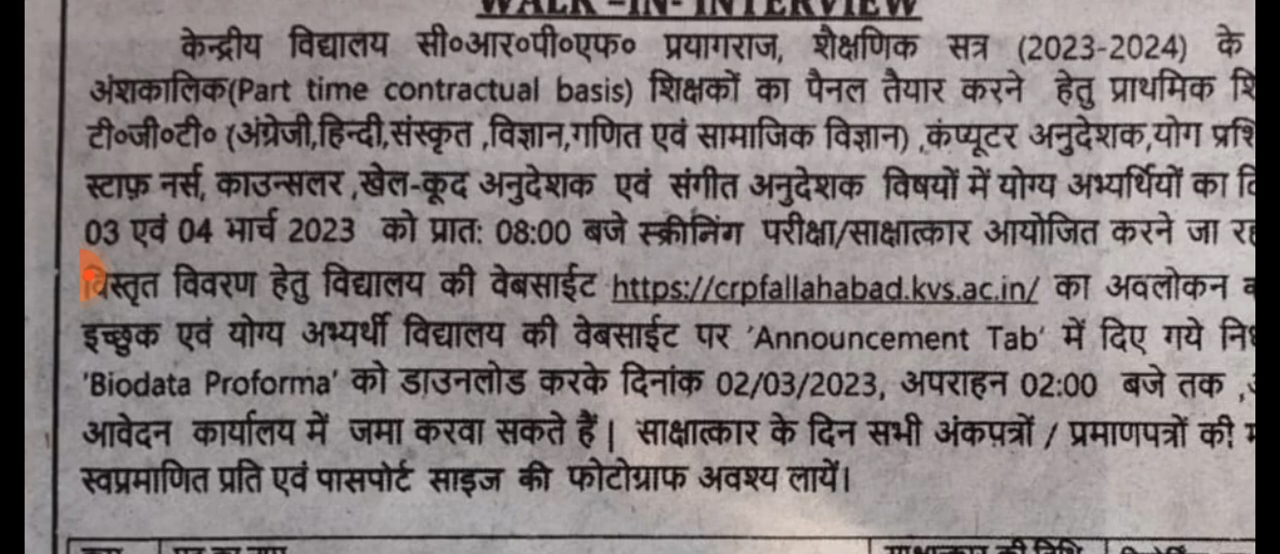 WALK -IN- INTERVIEW
केन्द्रीय विद्यालय सी०आर०पी०एफ० प्रयागराज, शैक्षणिक सत्र (2023-2024) के
अंशकालिक(Part time contractual basis) शिक्षकों का पैनल तैयार करने हेतु प्राथमिक
टी०जी०टी० (अंग्रेजी,हिन्दी,संस्कृत ,विज्ञान,गणित एवं सामाजिक विज्ञान) ,कंप्यूटर अनुदेशक,योग
स्टाफ़ नर्स, काउन्सलर ,खेल-कूद अनुदेशक एवं संगीत अनुदेशक विषयों में योग्य अभ्यर्थियों का
03 एवं 04 मार्च 2023 को प्रात: 08:00 बजे स्क्रीनिंग परीक्षा/साक्षात्कार आयोजित करने जा
विस्तृत विवरण हेतु विद्यालय की वेबसाईट https://crpfallahabad.kvs.ac.in/ का अवलोकन
इच्छुक एवं योग्य अभ्यर्थी विद्यालय की वेबसाईट पर 'Announcement Tab' में दिए गये
'Biodata Proforma' को डाउनलोड करके दिनांक 02/03/2023, अपराहन 02:00 बजे तक ,
आवेदन कार्यालय में जमा करवा सकते हैं | साक्षात्कार के दिन सभी अंकपत्रों / प्रमाणपत्रों की
स्वप्रमाणित प्रति एवं पासपोर्ट साइज की फोटोग्राफ अवश्य लायें।